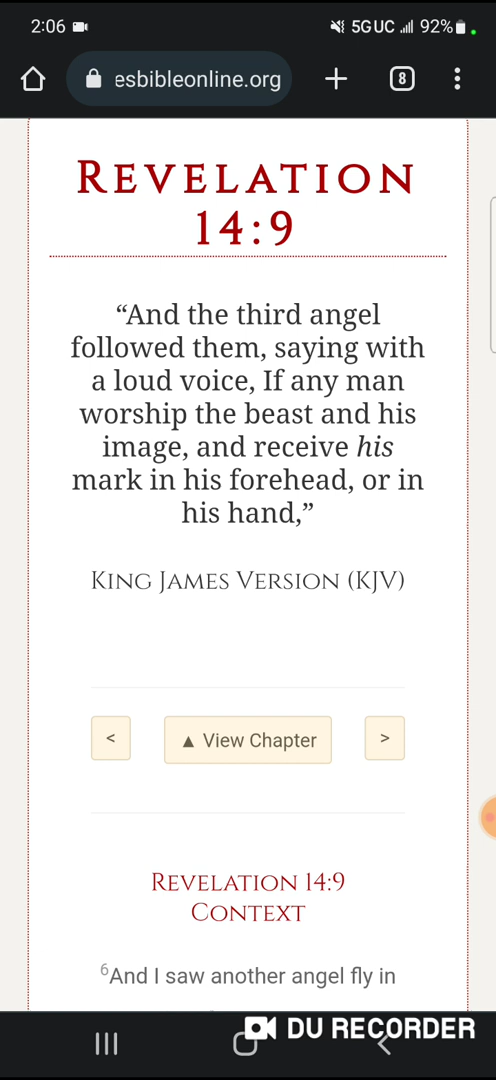 2:06 5GUC 92%
esbibleonline.org 8
REVELATION
14:9
“And the third angel
followed them, saying with
a loud voice, If any man
worship the beast and his
image, and receive his
mark in his forehead, or in
his hand,”
KING JAMES VERSION (KJV)
< ▲ View Chapter >
REVELATION 14:9
CONTEXT
6And I saw another angel fly in
DU RECORDER